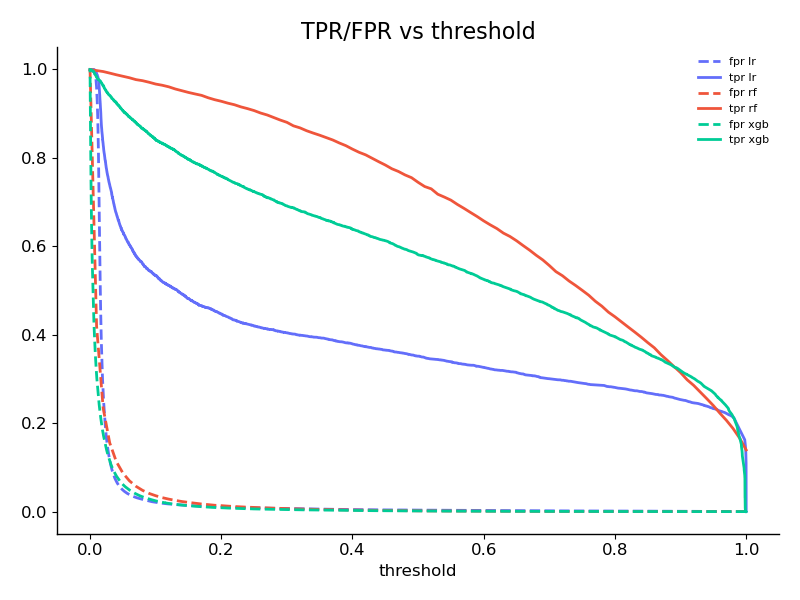 TPR/FPR vs threshold
fpr lr
tpr lr
fpr rf
tpr rf
fpr xgb
tpr xgb
1.0
0.8
0.6
0.4
0.2
0.0
0.0 0.2 0.4 0.6 0.8 1.0
threshold